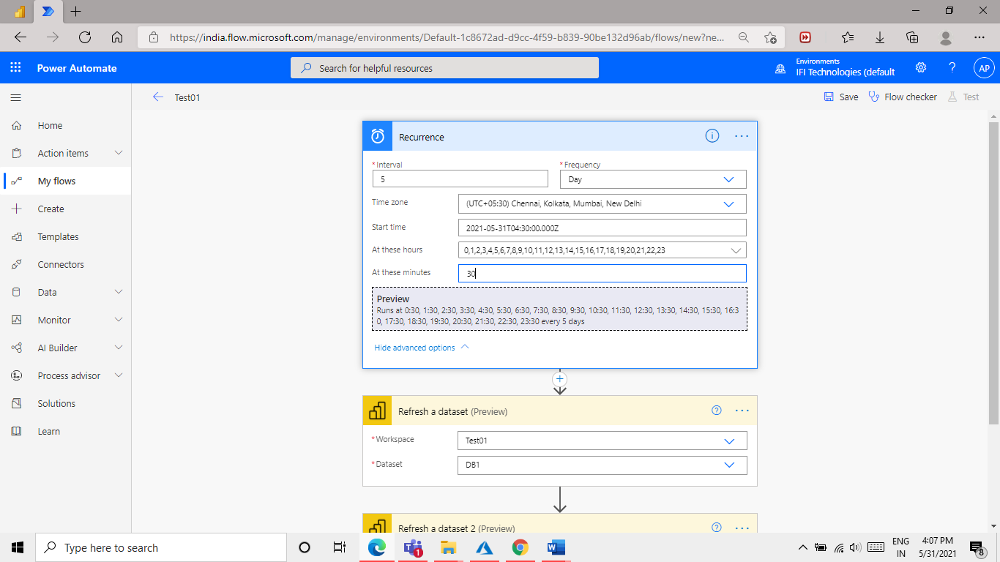 https://india.flow.microsoft.com/manage/environments/Default-1c8672ad-d9cc-4f59-b839-90be132d96ab/flows/new?ne...
Power Automate
Search for helpful resources
Environments
IFI Technologies (default
?
AP
Test01
Save
Flow checker
Test
Home
Action items
My flows
Create
Templates
Connectors
Data
Monitor
AI Builder
Process advisor
Solutions
Learn
Recurrence
* Interval
* Frequency
5
Day
Time zone
(UTC+05:30) Chennai, Kolkata, Mumbai, New Delhi
Start time
2021-05-31T04:30:00.000Z
At these hours
0,1,2,3,4,5,6,7,8,9,10,11,12,13,14,15,16,17,18,19,20,21,22,23
At these minutes
30
Preview
Runs at 0:30, 1:30, 2:30, 3:30, 4:30, 5:30, 6:30, 7:30, 8:30, 9:30, 10:30, 11:30, 12:30, 13:30, 14:30, 15:30, 16:3
0, 17:30, 18:30, 19:30, 20:30, 21:30, 22:30, 23:30 every 5 days
Hide advanced options
Refresh a dataset (Preview)
* Workspace
Test01
* Dataset
DB1
Refresh a dataset 2 (Preview)
Type here to search
1
ENG
IN
4:07 PM
5/31/2021
8